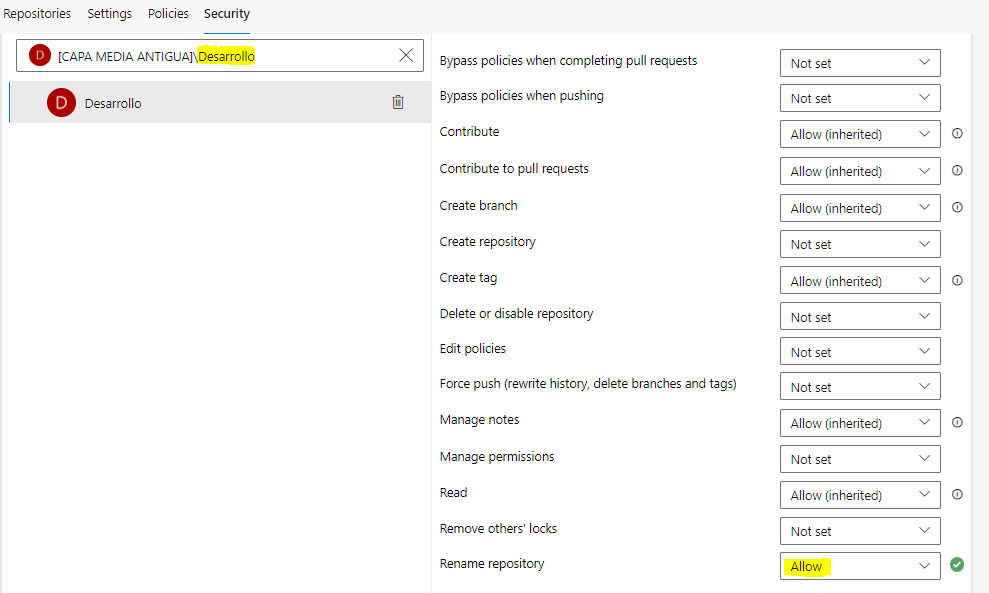 Repositories Settings Policies Security
D [CAPA MEDIA ANTIGUA]\Desarrollo
D Desarrollo
Bypass policies when completing pull requests Not set
Bypass policies when pushing Not set
Contribute Allow (inherited)
Contribute to pull requests Allow (inherited)
Create branch Allow (inherited)
Create repository Not set
Create tag Allow (inherited)
Delete or disable repository Not set
Edit policies Not set
Force push (rewrite history, delete branches and tags) Not set
Manage notes Allow (inherited)
Manage permissions Not set
Read Allow (inherited)
Remove others' locks Not set
Rename repository Allow